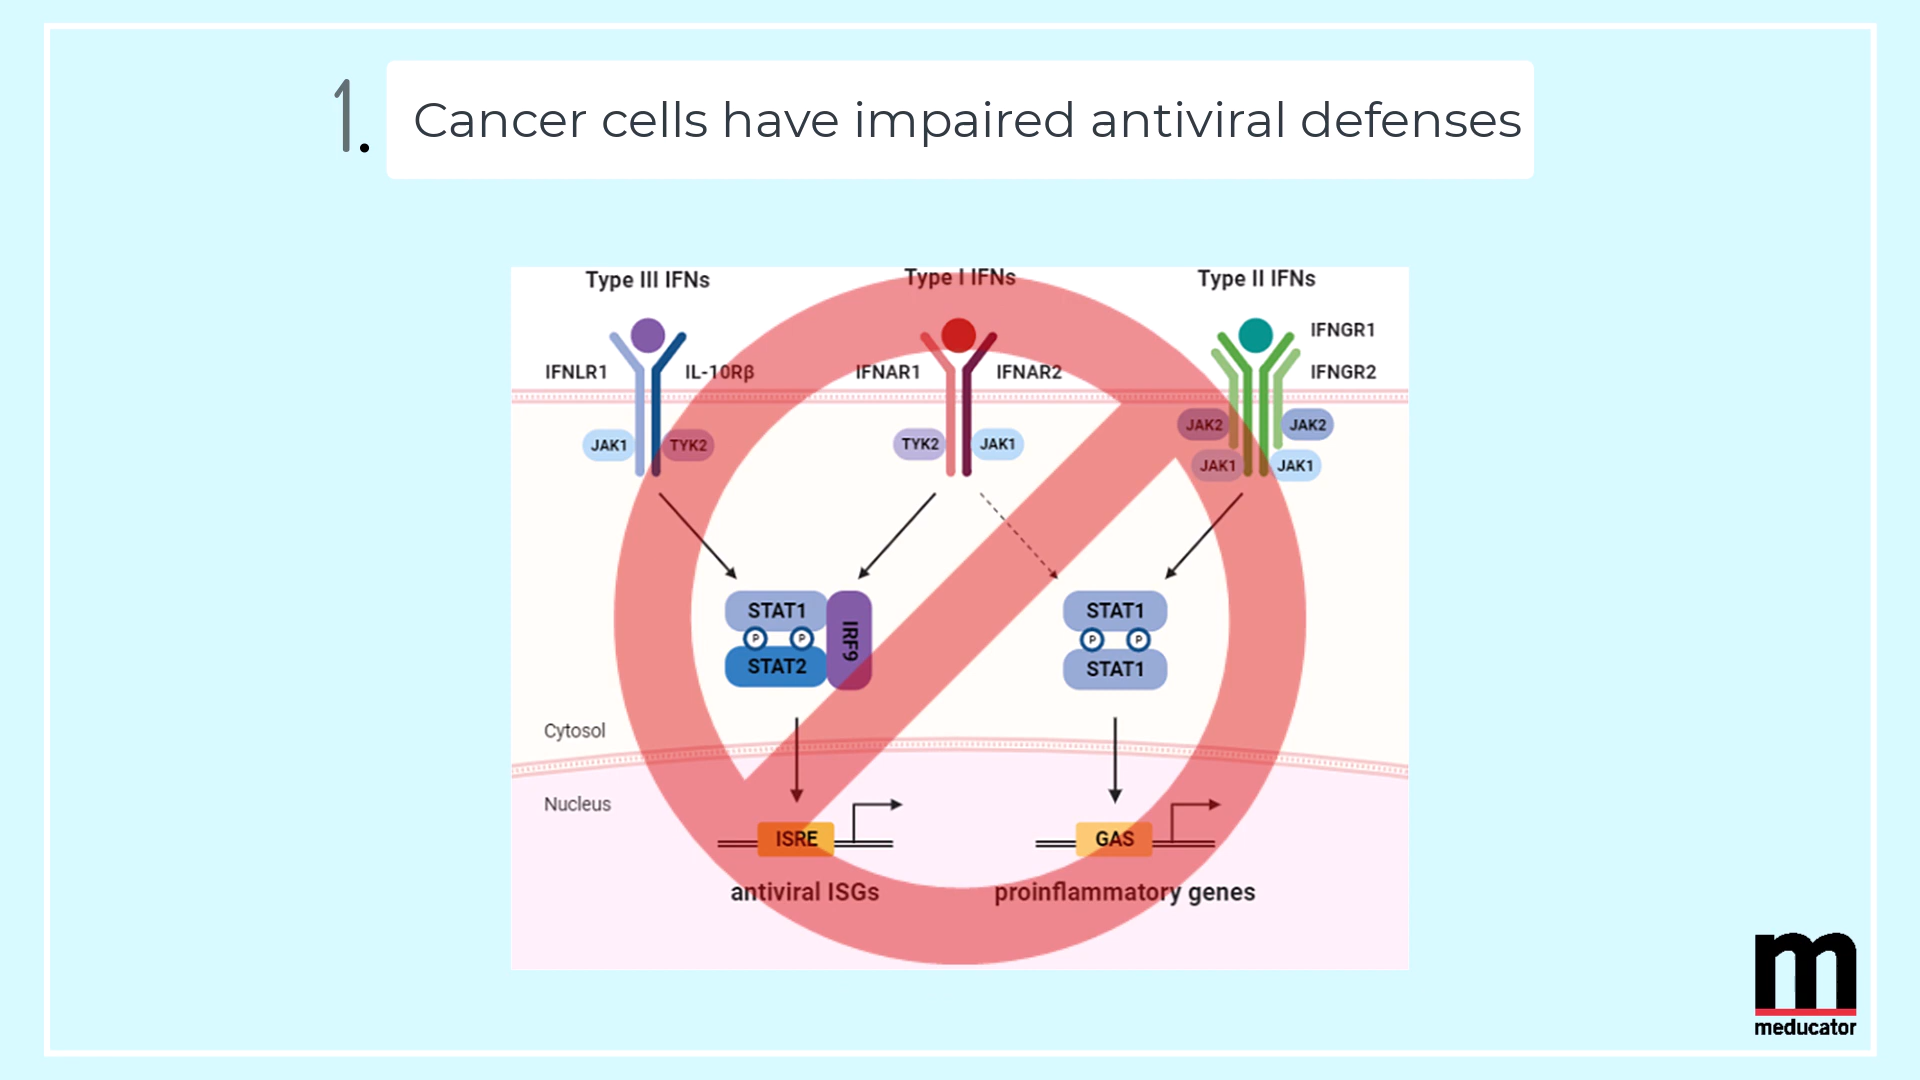 1.
Cancer cells have impaired antiviral defenses
Type III IFNs
Type I IFNs
Type II IFNs
IFNGR1
IFNLR1
IL-10Rβ
IFNAR1
IFNAR2
IFNGR2
JAK2
JAK2
JAK1
TYK2
TYK2
JAK1
JAK1
JAK1
STAT1
P
P
STAT2
IRF9
STAT1
P
P
STAT1
Cytosol
Nucleus
ISRE
GAS
antiviral ISGs
proinflammatory genes
m
meducator